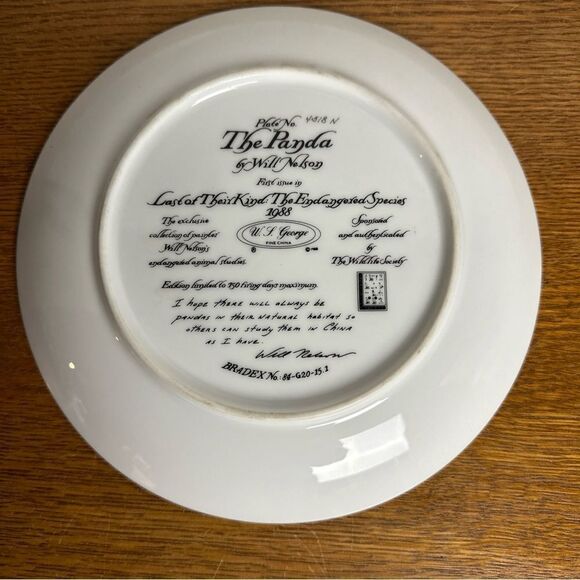 Plate No. 4818 N
The Panda
by Will Nelson
First issue in
Last of Their Kind: The Endangered Species
1988
The exclusive
collection of painter
Will Nelson's
endangered animal studies.
W. S. George
FINE CHINA
© 1988
Sponsored
and authenticated
by
The Wildlife Society
Edition limited to 150 firing days maximum.
I hope there will always be
pandas in their natural habitat so
others can study them in China
as I have.
Will Nelson
BRADEX No.: 84-G20-15.1